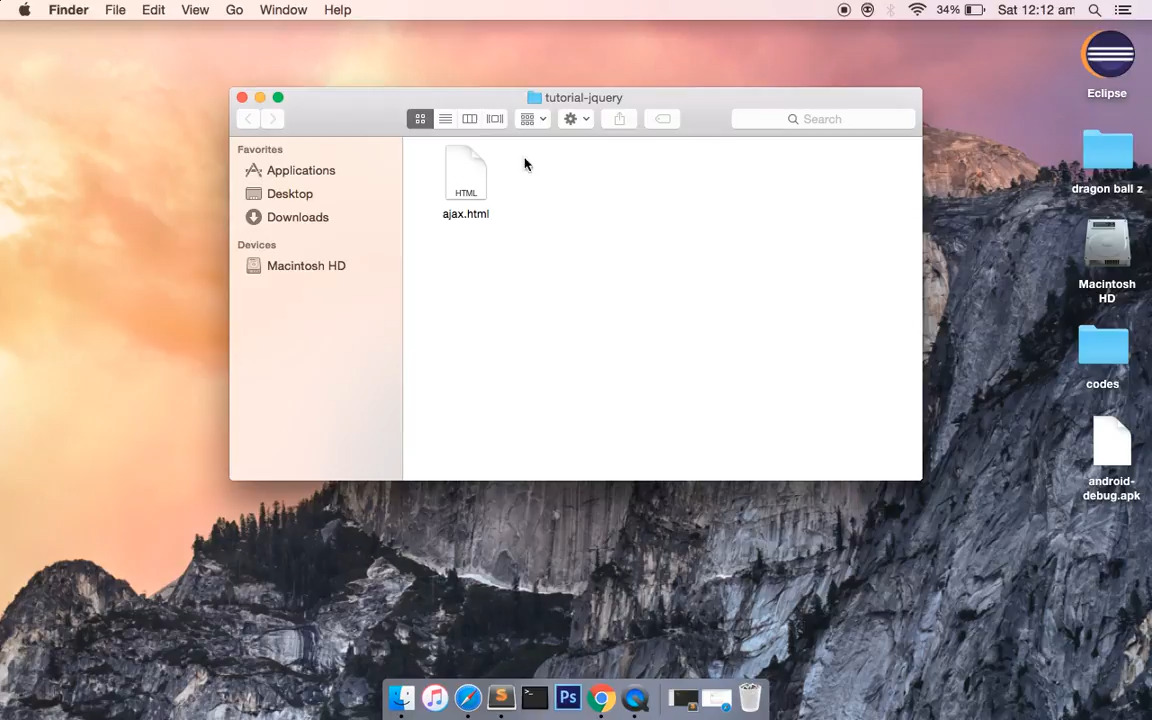 Finder File Edit View Go Window Help
34% Sat 12:12 am
tutorial-jquery
Search
Favorites
Applications
Desktop
Downloads
Devices
Macintosh HD
HTML
ajax.html
Eclipse
dragon ball z
Macintosh
HD
codes
android-
debug.apk
S
Ps